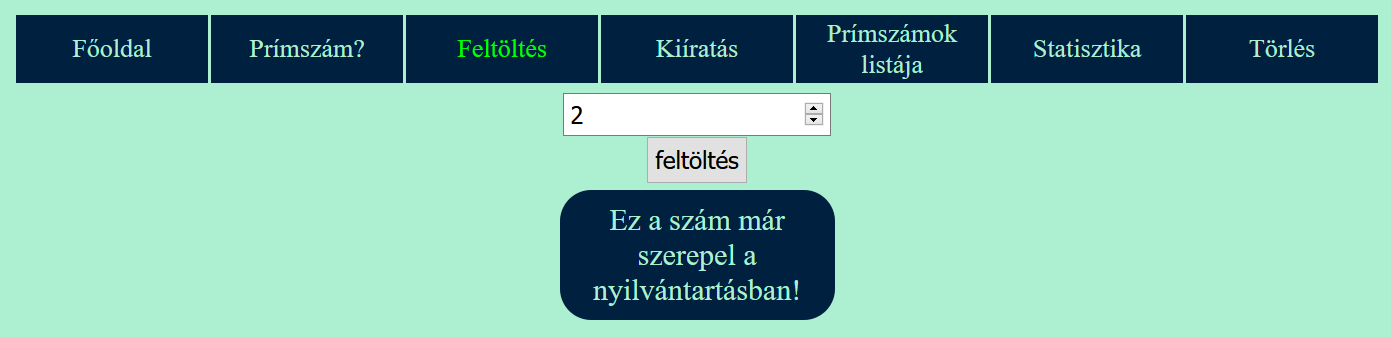 Főoldal
Prímszám?
Feltöltés
Kiíratás
Prímszámok
listája
Statisztika
Törlés
2
feltöltés
Ez a szám már
szerepel a
nyilvántartásban!